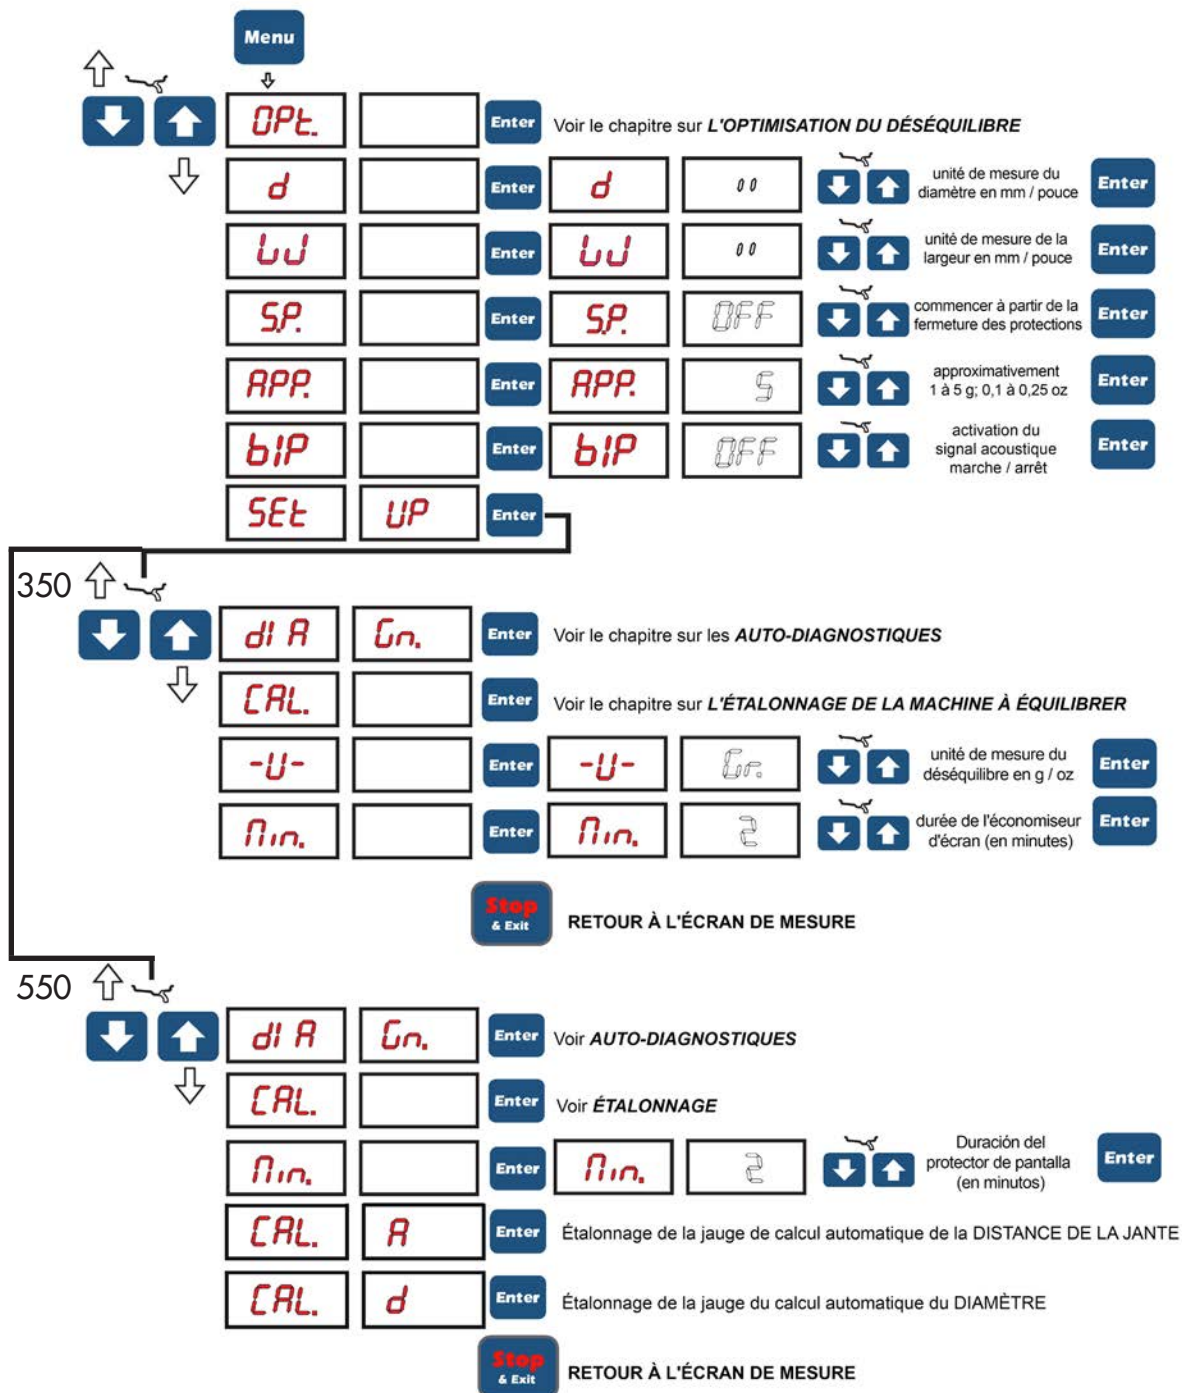 Menu
OPt. Enter Voir le chapitre sur L'OPTIMISATION DU DÉSÉQUILIBRE
d Enter d 00 unité de mesure du
diamètre en mm / pouce Enter
W Enter W 00 unité de mesure de la
largeur en mm / pouce Enter
S.P. Enter S.P. OFF commencer à partir de la
fermeture des protections Enter
APP. Enter APP. 5 approximativement
1 à 5 g; 0,1 à 0,25 oz Enter
bIP Enter bIP OFF activation du
signal acoustique
marche / arrêt Enter
SEt UP Enter
350
dI A Gn. Enter Voir le chapitre sur les AUTO-DIAGNOSTIQUES
CAL. Enter Voir le chapitre sur L'ÉTALONNAGE DE LA MACHINE À ÉQUILIBRER
-U- Enter -U- Gr. unité de mesure du
déséquilibre en g / oz Enter
Min. Enter Min. 2 durée de l'économiseur
d'écran (en minutes) Enter
Stop
& Exit RETOUR À L'ÉCRAN DE MESURE
550
dI A Gn. Enter Voir AUTO-DIAGNOSTIQUES
CAL. Enter Voir ÉTALONNAGE
Min. Enter Min. 2 Duración del
protector de pantalla
(en minutos) Enter
CAL. A Enter Étalonnage de la jauge de calcul automatique de la DISTANCE DE LA JANTE
CAL. d Enter Étalonnage de la jauge du calcul automatique du DIAMÈTRE
Stop
& Exit RETOUR À L'ÉCRAN DE MESURE